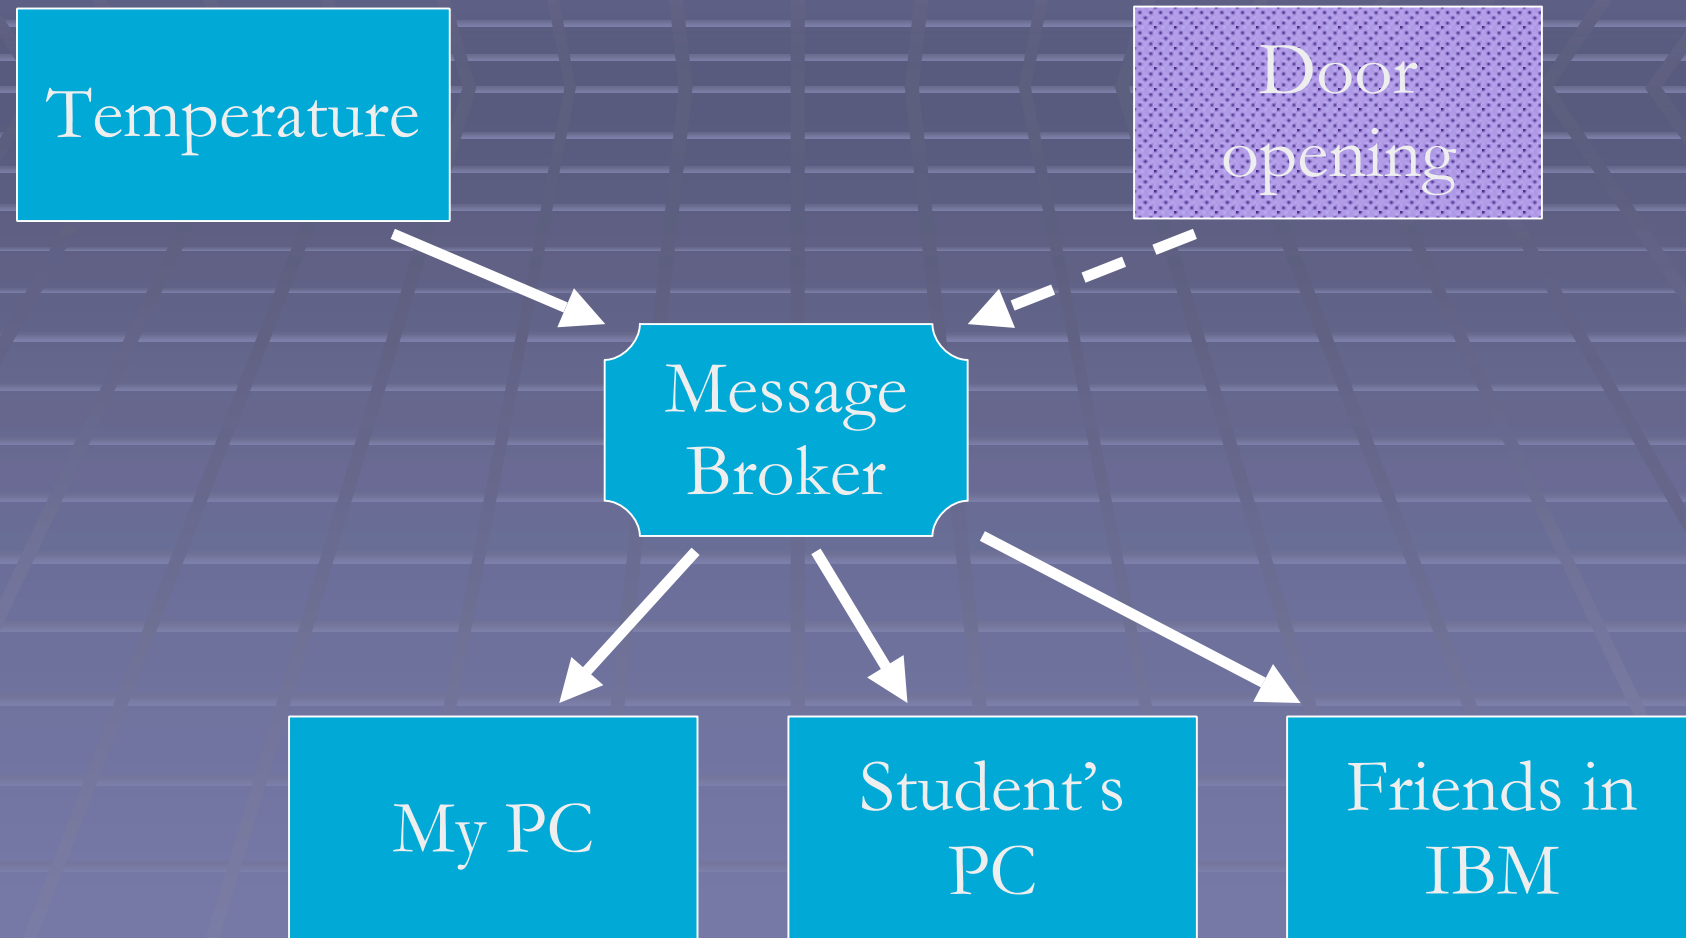 Temperature
Door
opening
Message
Broker
My PC
Student’s
PC
Friends in
IBM